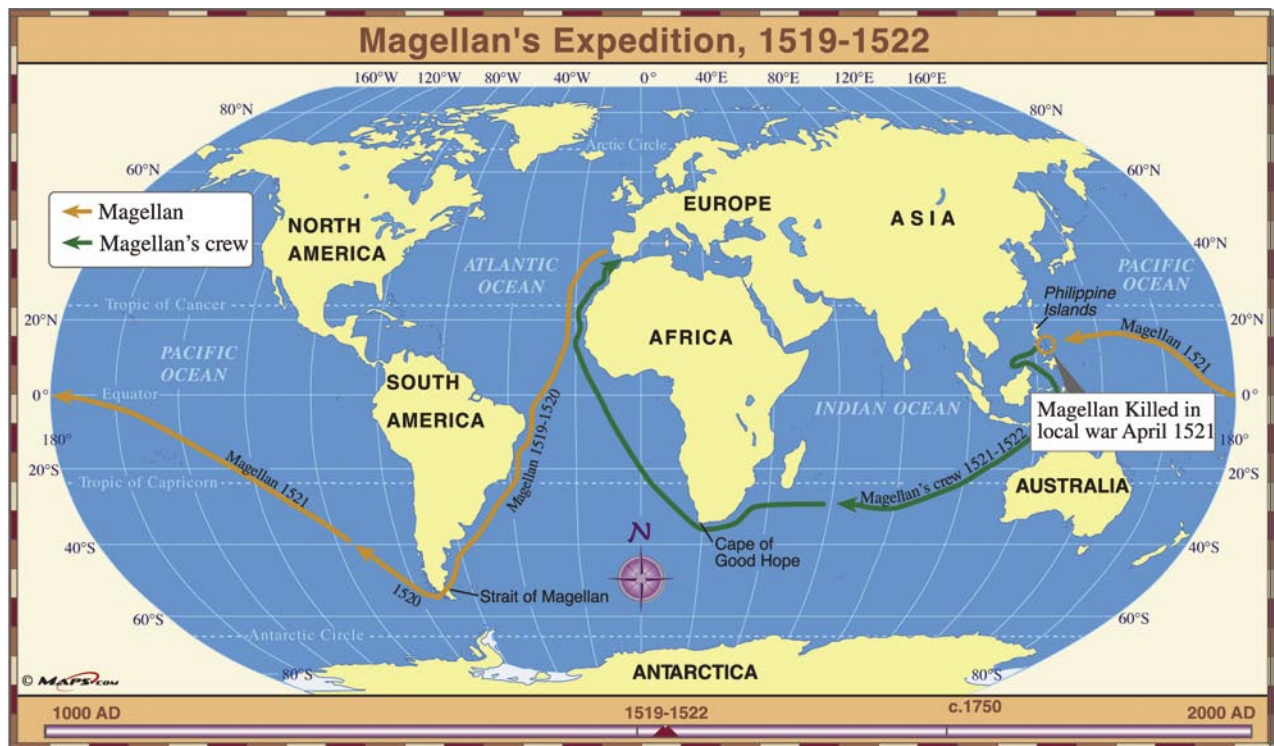 Magellan's Expedition, 1519-1522
160°W 120°W 80°W 40°W 0° 40°E 80°E 120°E 160°E
80°N
80°N
Arctic Circle
60°N
60°N
Magellan
Magellan's crew
NORTH
AMERICA
EUROPE
ASIA
40°N
ATLANTIC
OCEAN
PACIFIC
OCEAN
Tropic of Cancer
Philippine
Islands
20°N
20°N
AFRICA
Magellan 1521
PACIFIC
OCEAN
SOUTH
AMERICA
0°
Equator
0°
INDIAN OCEAN
Magellan Killed in
local war April 1521
180°
180°
Magellan 1519-1520
20°S
20°S
Tropic of Capricorn
Magellan 1521
Magellan's crew 1521-1522
AUSTRALIA
40°S
40°S
N
Cape of
Good Hope
1520
Strait of Magellan
60°S
60°S
Antarctic Circle
80°S
80°S
ANTARCTICA
© MAPS.COM
1000 AD
1519-1522
c.1750
2000 AD